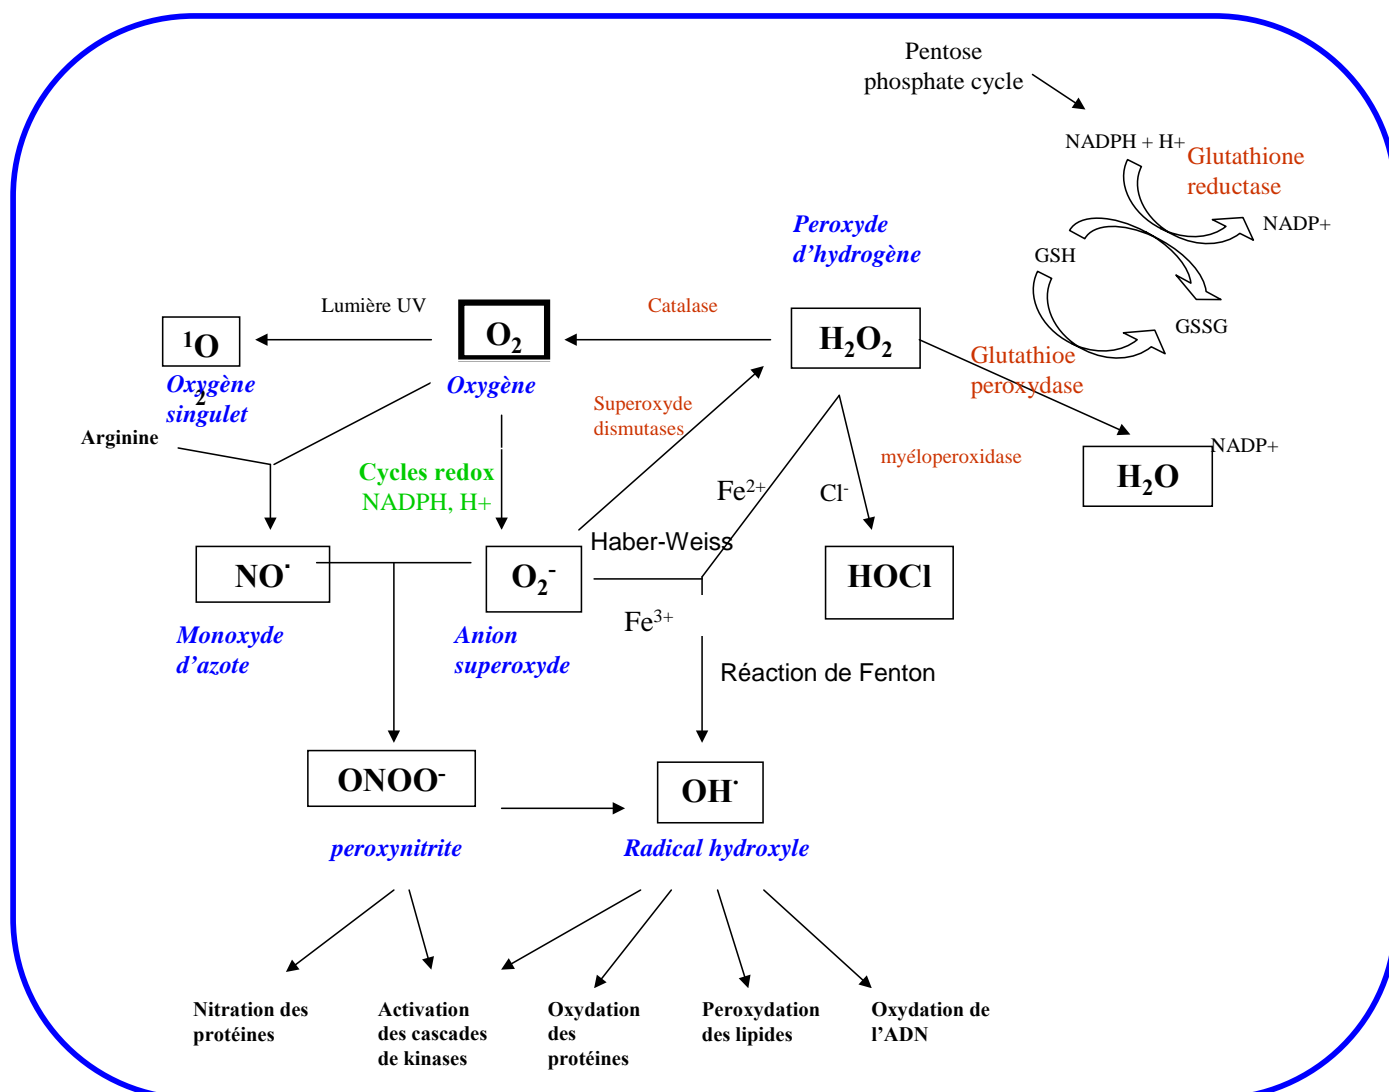 Pentose
phosphate cycle
NADPH + H+
Glutathione
reductase
NADP+
Peroxyde
d’hydrogène
GSH
GSSG
Lumière UV
Catalase
¹O
2
O₂
H₂O₂
Glutathioe
peroxydase
Oxygène
singulet
Oxygène
Superoxyde
dismutases
Arginine
Cycles redox
NADPH, H+
myéloperoxidase
NADP+
H₂O
Fe²⁺
Cl⁻
Haber-Weiss
NO˙
O₂⁻
HOCl
Fe³⁺
Monoxyde
d’azote
Anion
superoxyde
Réaction de Fenton
ONOO⁻
OH˙
peroxynitrite
Radical hydroxyle
Nitration des
protéines
Activation
des cascades
de kinases
Oxydation
des
protéines
Peroxydation
des lipides
Oxydation de
l’ADN